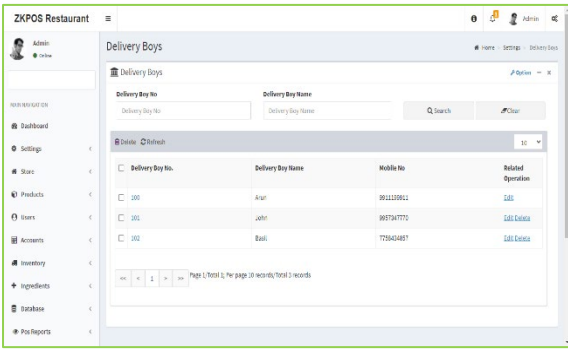 ZKPOS Restaurant
Admin
Admin
Online
Delivery Boys
Home > Settings > Delivery Boys
Delivery Boys
Option
Delivery Boy No
Delivery Boy Name
Delivery Boy No
Delivery Boy Name
Search
Clear
MAIN NAVIGATION
Dashboard
Settings
Store
Products
Users
Accounts
Inventory
Ingredients
Database
Pos Reports
Delete Refresh
10
Delivery Boy No.
Delivery Boy Name
Mobile No
Related Operation
100
Arun
Edit
101
John
Edit Delete
102
Basil
Edit Delete
<< < 1 > >> Page 1/Total 1; Per page 10 records/Total 3 records